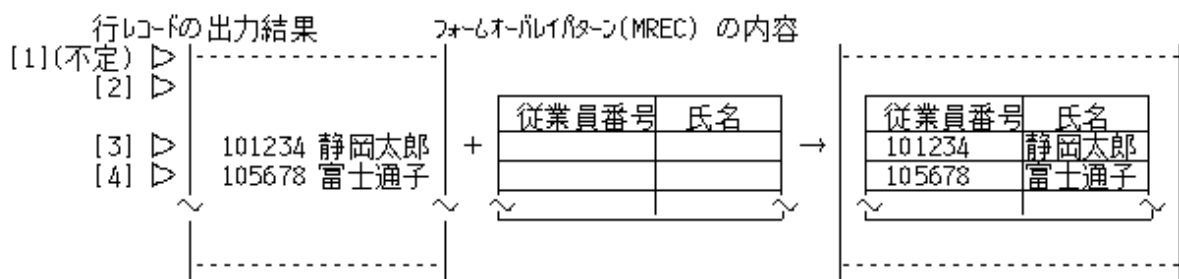 行レコードの出力結果 フォームオーバレイパターン(MREC) の内容
[1](不定) ▷
[2] ▷
従業員番号 氏名 従業員番号 氏名
[3] ▷ 101234 静岡太郎 + → 101234 静岡太郎
[4] ▷ 105678 富士通子 105678 富士通子